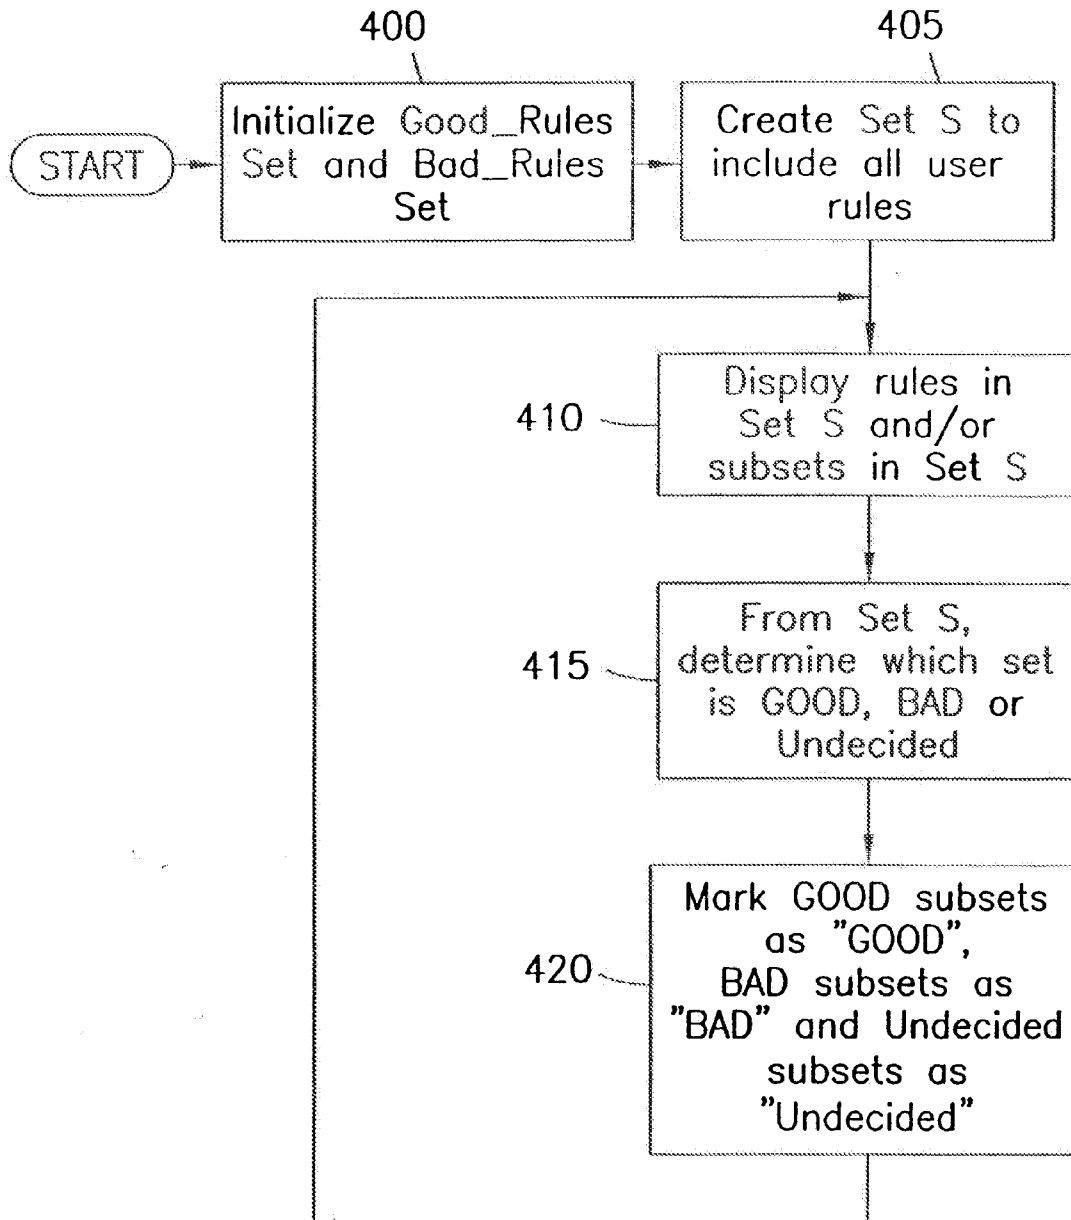 400
405
START
Initialize Good_Rules
Set and Bad_Rules
Set
Create Set S to
include all user
rules
410
Display rules in
Set S and/or
subsets in Set S
415
From Set S,
determine which set
is GOOD, BAD or
Undecided
420
Mark GOOD subsets
as "GOOD",
BAD subsets as
"BAD" and Undecided
subsets as
"Undecided"